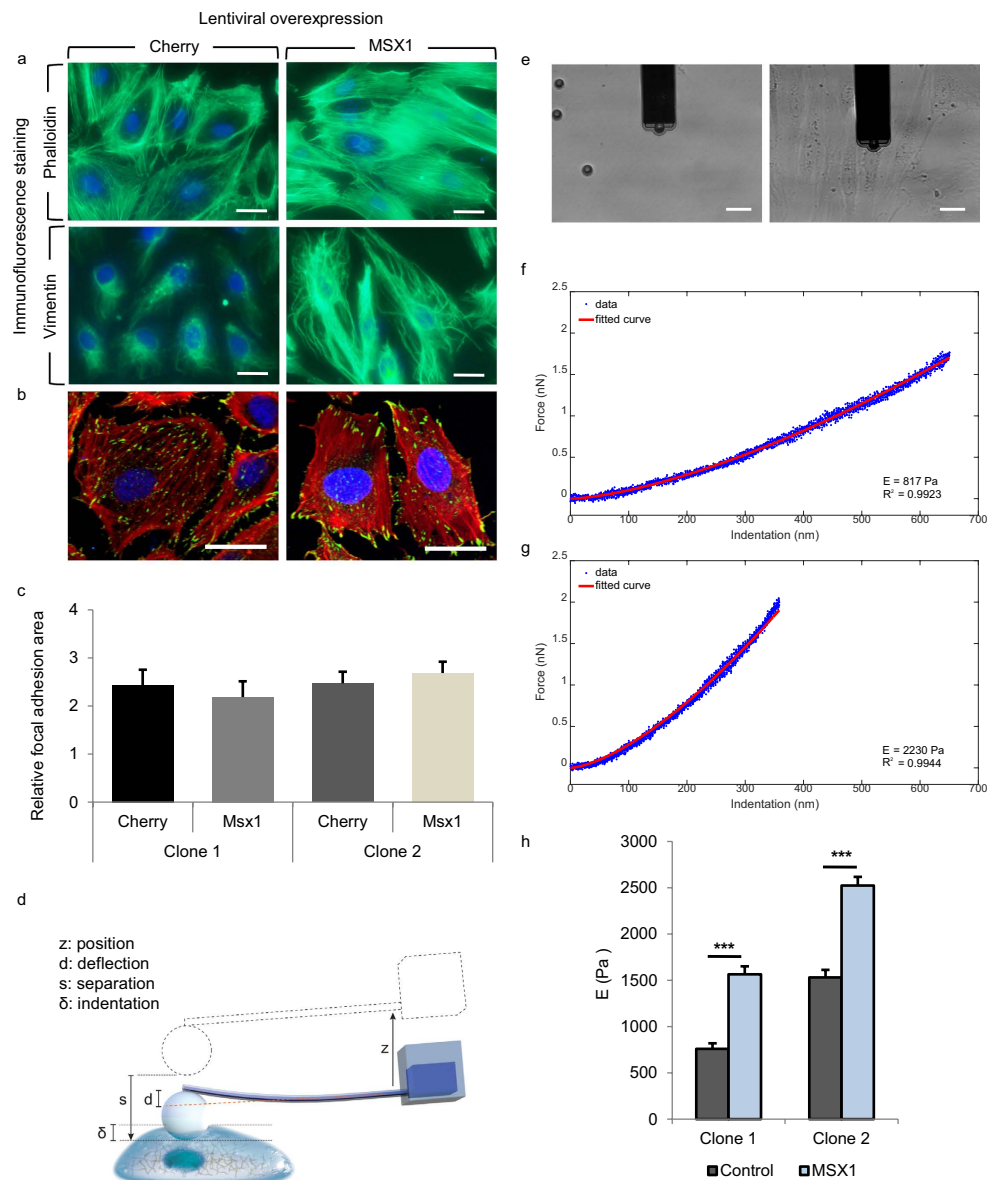 Lentiviral overexpression
Cherry
MSX1
a
Immunofluorescence staining
Phalloidin
Vimentin
b
c
Relative focal adhesion area
4
3
2
1
0
Cherry
Msx1
Cherry
Msx1
Clone 1
Clone 2
d
z: position
d: deflection
s: separation
δ: indentation
z
s
d
δ
e
f
2.5
2
1.5
1
0.5
0
Force (nN)
data
fitted curve
E = 817 Pa
R² = 0.9923
0 100 200 300 400 500 600 700
Indentation (nm)
g
2.5
2
1.5
1
0.5
0
Force (nN)
data
fitted curve
E = 2230 Pa
R² = 0.9944
0 100 200 300 400 500 600 700
Indentation (nm)
h
3000
2500
2000
1500
1000
500
0
E (Pa )
***
***
Clone 1
Clone 2
Control
MSX1